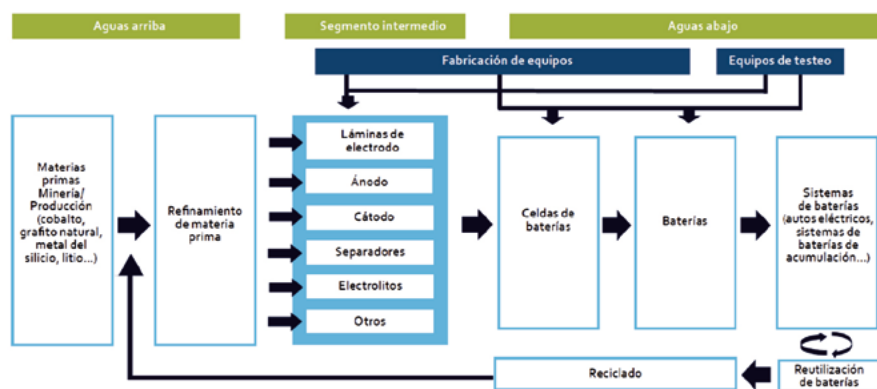 Aguas arriba
Segmento intermedio
Aguas abajo
Fabricación de equipos
Equipos de testeo
Materias
primas
Minería/
Producción
(cobalto,
grafito natural,
metal del
silicio, litio...)
Refinamiento
de materia
prima
Láminas de
electrodo
Ánodo
Cátodo
Separadores
Electrolitos
Otros
Celdas de
baterías
Baterías
Sistemas
de baterías
(autos eléctricos,
sistemas de
baterías de
acumulación...)
Reciclado
Reutilización
de baterías